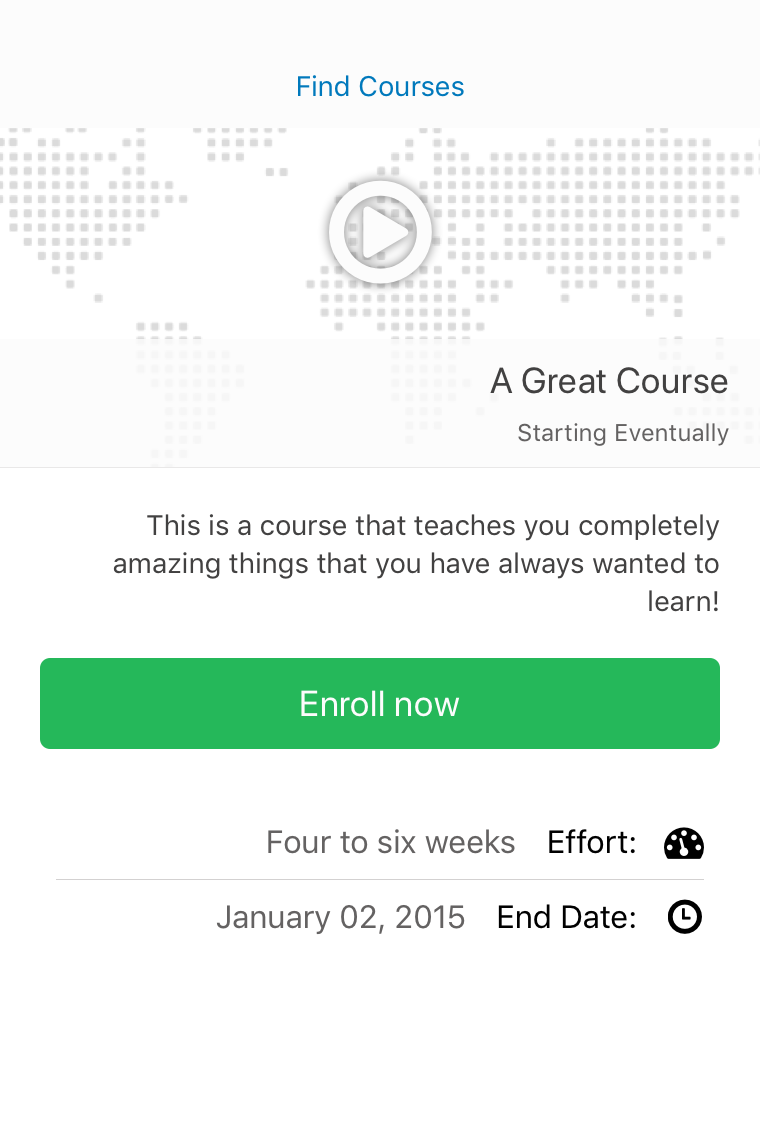 Find Courses
A Great Course
Starting Eventually
This is a course that teaches you completely
amazing things that you have always wanted to
learn!
Enroll now
Effort: Four to six weeks
End Date: January 02, 2015